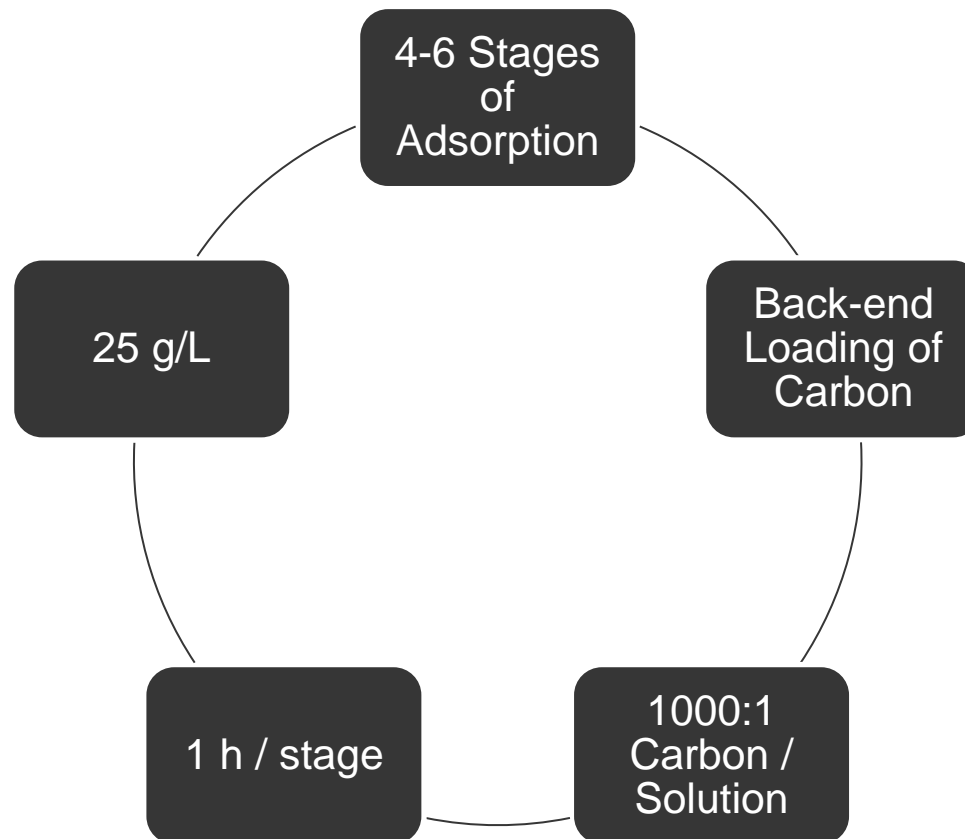 4-6 Stages
of
Adsorption
Back-end
Loading of
Carbon
1000:1
Carbon /
Solution
1 h / stage
25 g/L